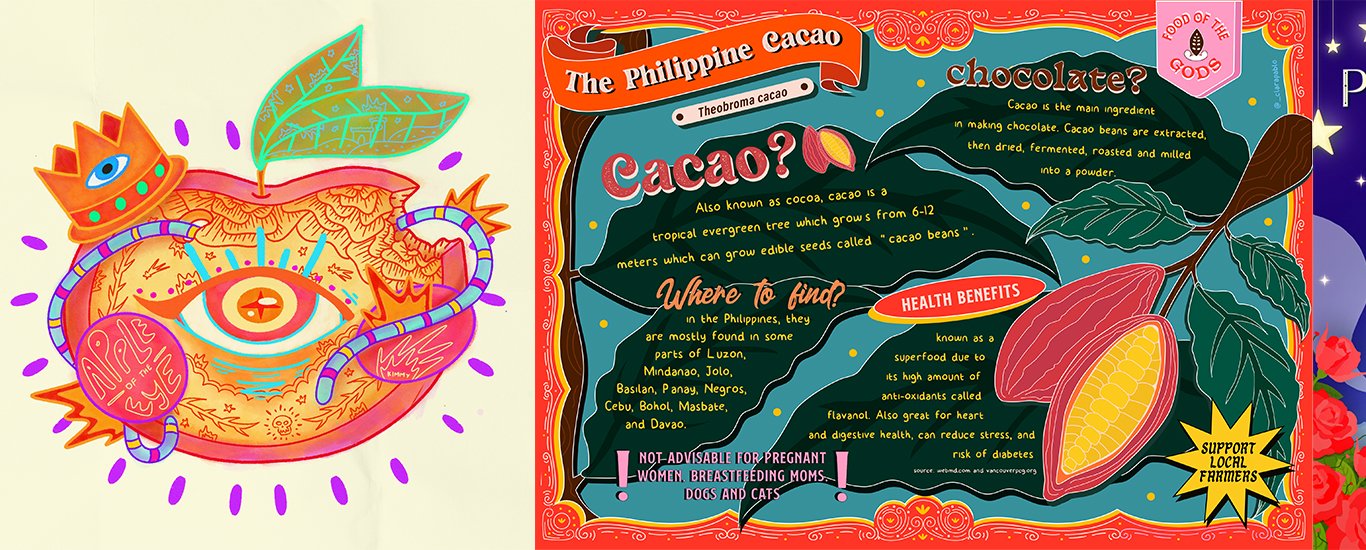 APPLE
OF THE
EYE
KIMMY
The Philippine Cacao
Theobroma cacao
FOOD OF THE
GODS
@_clarapablo
chocolate?
Cacao is the main ingredient
in making chocolate. Cacao beans are extracted,
then dried, fermented, roasted and milled
into a powder.
Cacao?
Also known as cocoa, cacao is a
tropical evergreen tree which grows from 6-12
meters which can grow edible seeds called "cacao beans".
Where to find?
in the Philippines, they
are mostly found in some
parts of Luzon,
Mindanao, Jolo,
Basilan, Panay, Negros,
Cebu, Bohol, Masbate,
and Davao.
HEALTH BENEFITS
known as a
superfood due to
its high amount of
anti-oxidants called
flavanol. Also great for heart
and digestive health, can reduce stress, and
risk of diabetes
source: webmd.com and vancouverpcg.org
! NOT ADVISABLE FOR PREGNANT !
WOMEN, BREASTFEEDING MOMS,
DOGS AND CATS
SUPPORT
LOCAL
FARMERS
P